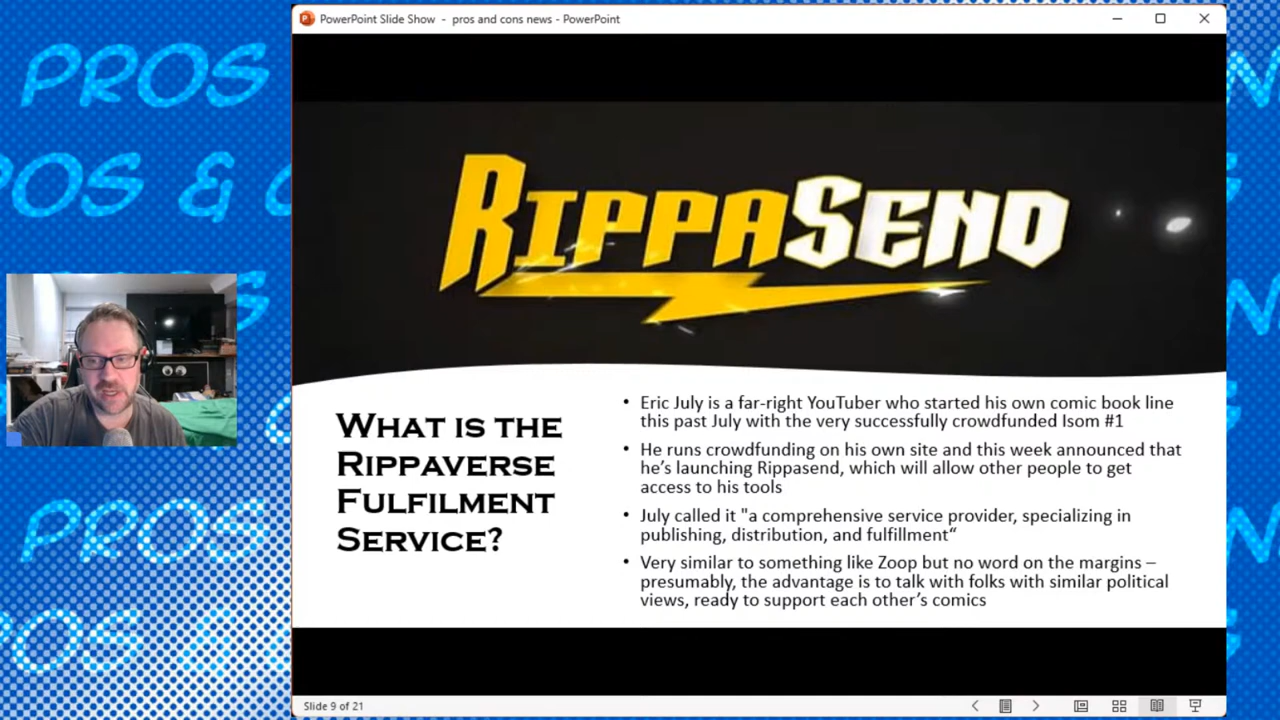 PowerPoint Slide Show - pros and cons news - PowerPoint
PROS
PROS
OS & C
PROS
RIPPASEND
WHAT IS THE
RIPPAVERSE
FULFILMENT
SERVICE?
• Eric July is a far-right YouTuber who started his own comic book line
this past July with the very successfully crowdfunded Isom #1
• He runs crowdfunding on his own site and this week announced that
he's launching Rippasend, which will allow other people to get
access to his tools
• July called it "a comprehensive service provider, specializing in
publishing, distribution, and fulfillment“
• Very similar to something like Zoop but no word on the margins –
presumably, the advantage is to talk with folks with similar political
views, ready to support each other's comics
Slide 9 of 21